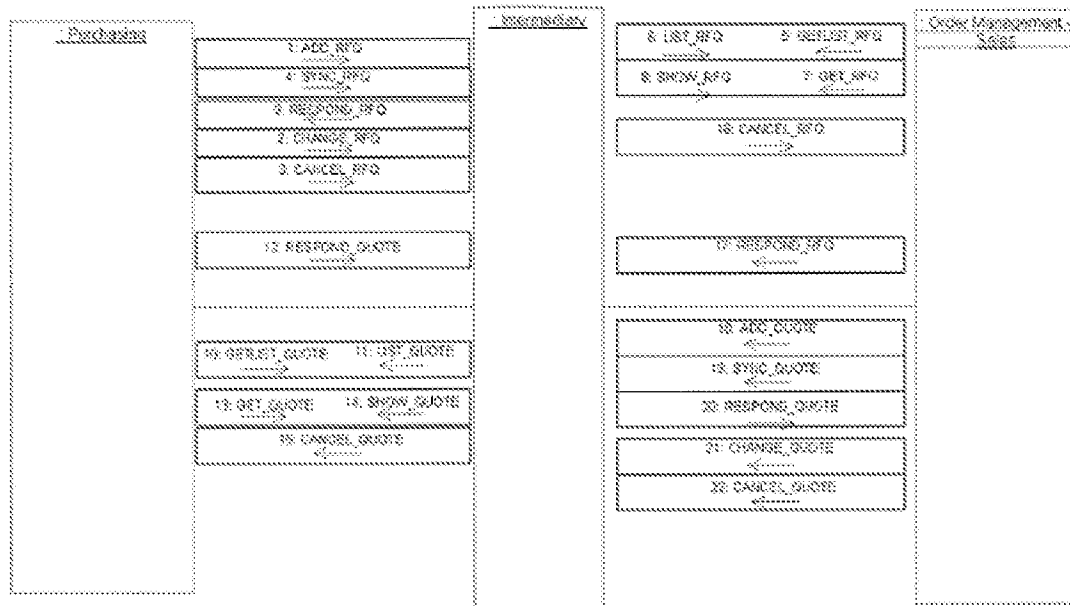 : Purchasing
: Intermediary
: Order Management -
Sales
1: ADD_RFQ
4: SYNC_RFQ
RESPOND_RFQ
2: CHANGE_RFQ
3: CANCEL_RFQ
12: RESPOND_QUOTE
10: GETLIST_QUOTE 11: LIST_QUOTE
13: GET_QUOTE 14: SHOW_QUOTE
15: CANCEL_QUOTE
6: LIST_RFQ 5: GETLIST_RFQ
8: SHOW_RFQ 7: GET_RFQ
CANCEL_RFQ
17: RESPOND_RFQ
18: ADD_QUOTE
19: SYNC_QUOTE
20: RESPOND_QUOTE
21: CHANGE_QUOTE
22: CANCEL_QUOTE